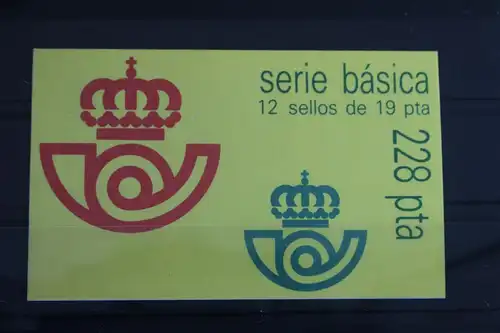 serie básica
12 sellos de 19 pta
228 pta